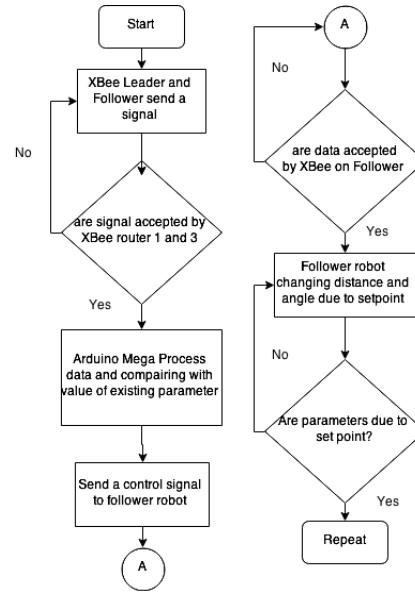 Start
XBee Leader and
Follower send a
signal
No
are signal accepted by
XBee router 1 and 3
Yes
Arduino Mega Process
data and compairing with
value of existing parameter
Send a control signal
to follower robot
A
A
No
are data accepted
by XBee on Follower
Yes
Follower robot
changing distance and
angle due to setpoint
No
Are parameters due to
set point?
Yes
Repeat